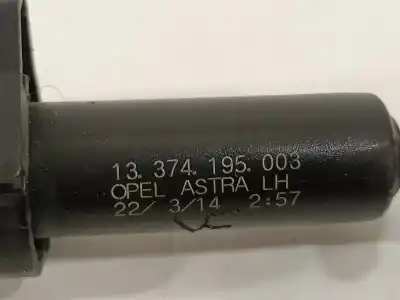 13. 374. 195. 003
OPEL ASTRA LH
22/ 3/14 2:57